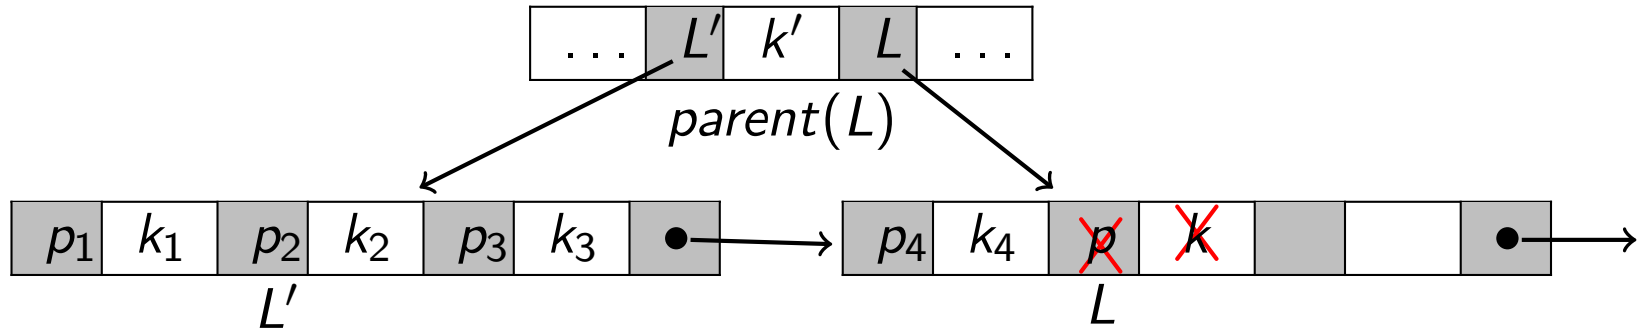 ... L′ k′ L ...
parent(L)
p₁ k₁ p₂ k₂ p₃ k₃ p₄ k₄ p k
L′ L